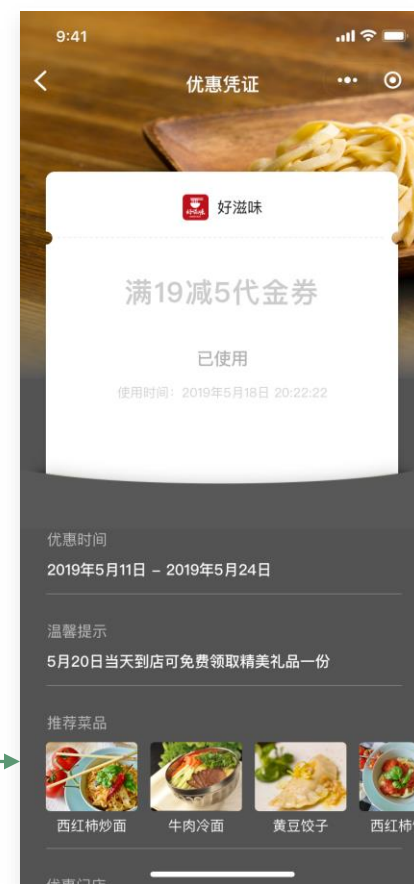 9:41
优惠凭证
好滋味
满19减5代金券
已使用
使用时间：2019年5月18日 20:22:22
优惠时间
2019年5月11日 – 2019年5月24日
温馨提示
5月20日当天到店可免费领取精美礼品一份
推荐菜品
西红柿炒面 牛肉冷面 黄豆饺子 西红柿
优惠门店